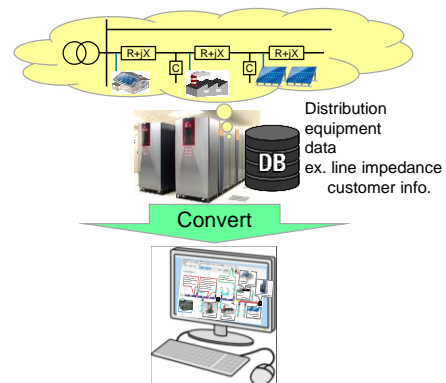 R+jX R+jX R+jX
C C
Distribution
equipment
data
DB
ex. line impedance
customer info.
Convert